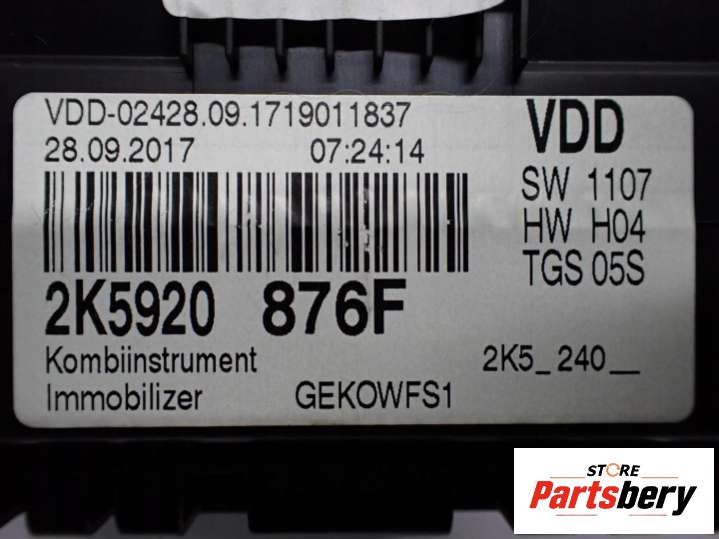 VDD-02428.09.1719011837
28.09.2017 07:24:14
VDD
SW 1107
HW H04
TGS 05S
2K5920 876F
Kombiinstrument
2K5_240__
Immobilizer GEKOWFS1
STORE
Partsbery